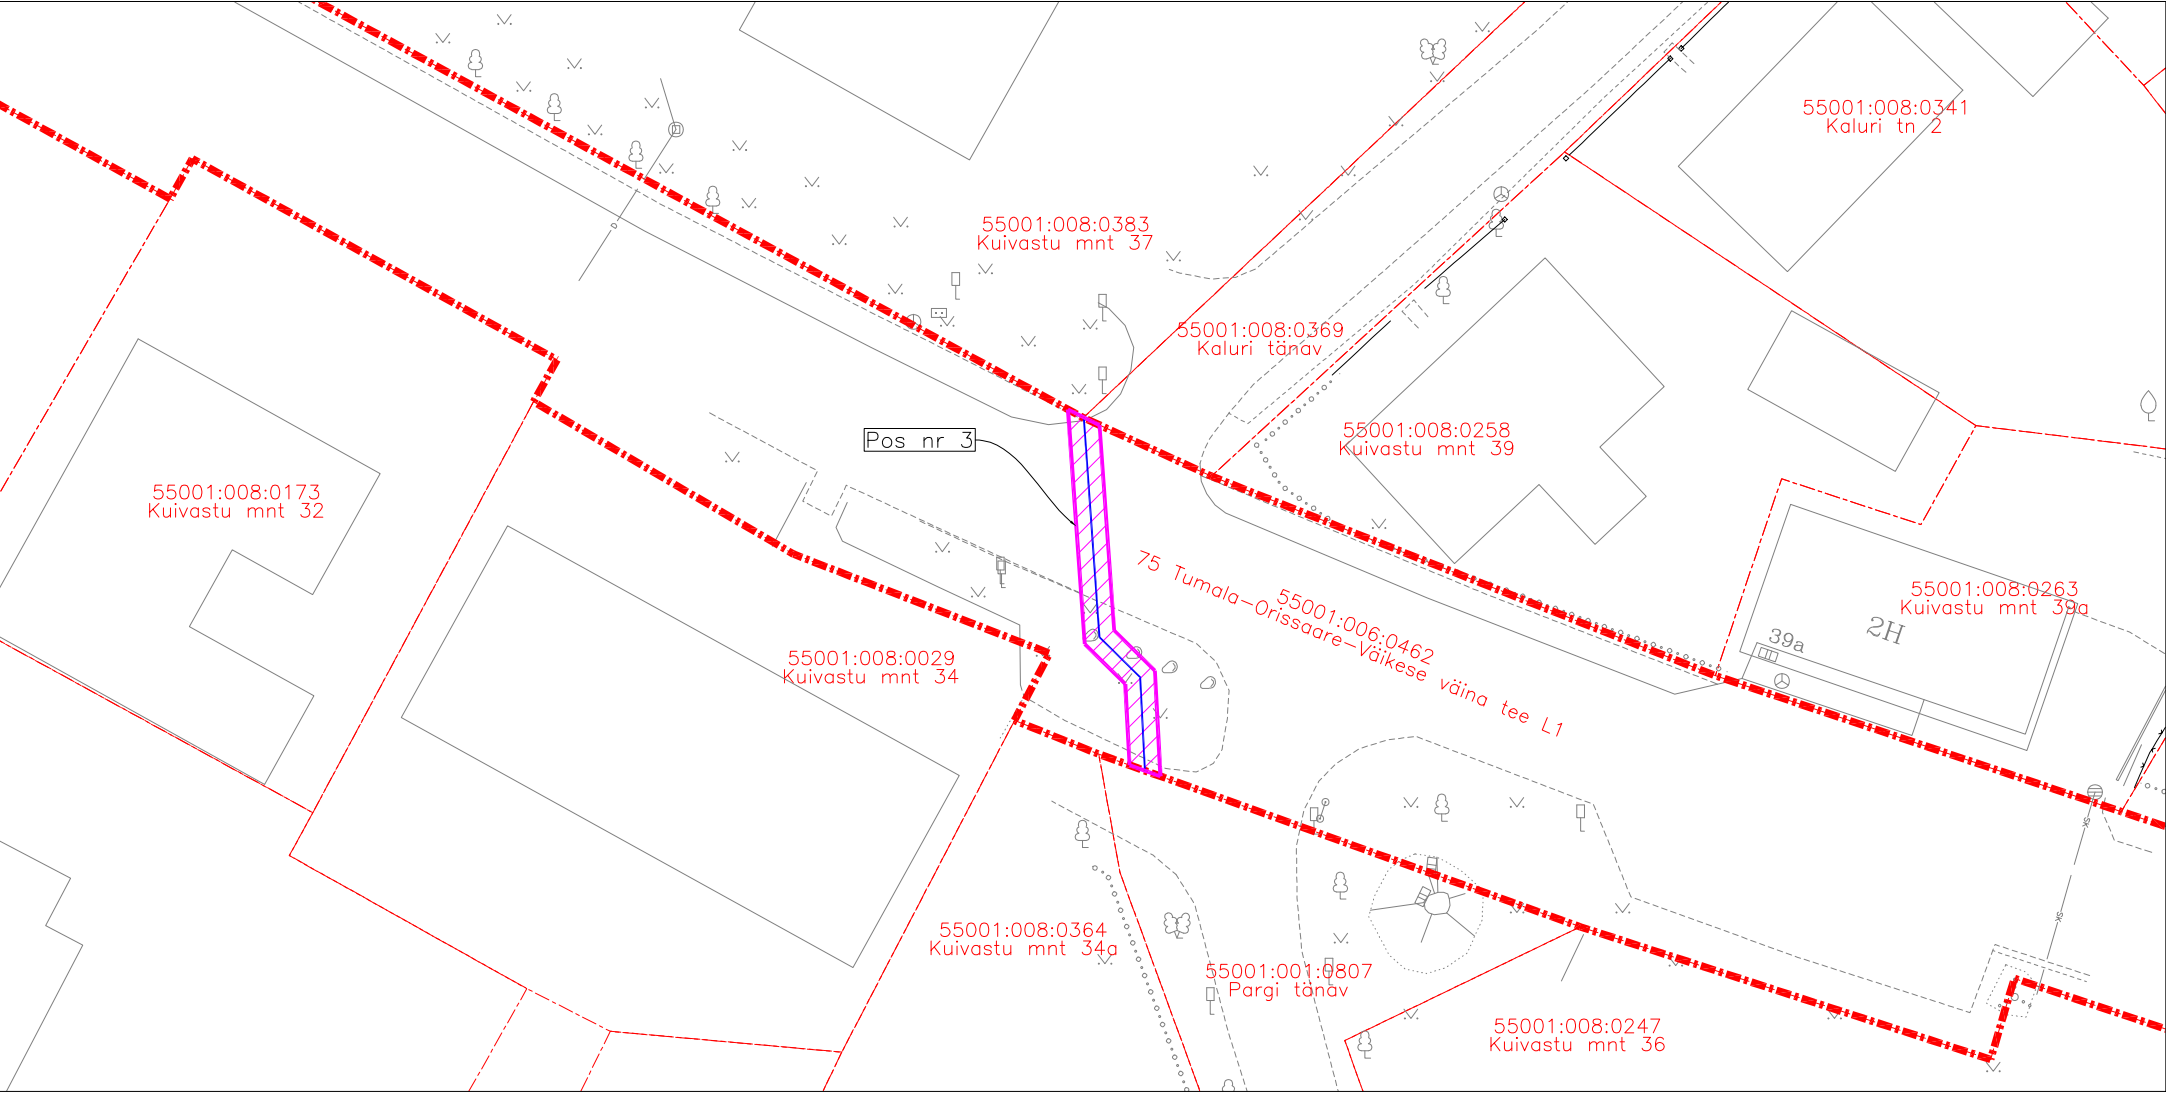 55001:008:0341
Kaluri tn 2
55001:008:0383
Kuivastu mnt 37
D
55001:008:0369
Kaluri tänav
Pos nr 3
55001:008:0258
Kuivastu mnt 39
55001:008:0173
Kuivastu mnt 32
55001:006:0462
75 Tumala-Orissaare-Väikese väina tee L1
55001:008:0263
Kuivastu mnt 39a
2H
39a
55001:008:0029
Kuivastu mnt 34
SK
SK
55001:008:0364
Kuivastu mnt 34a
55001:001:0807
Pargi tänav
55001:008:0247
Kuivastu mnt 36